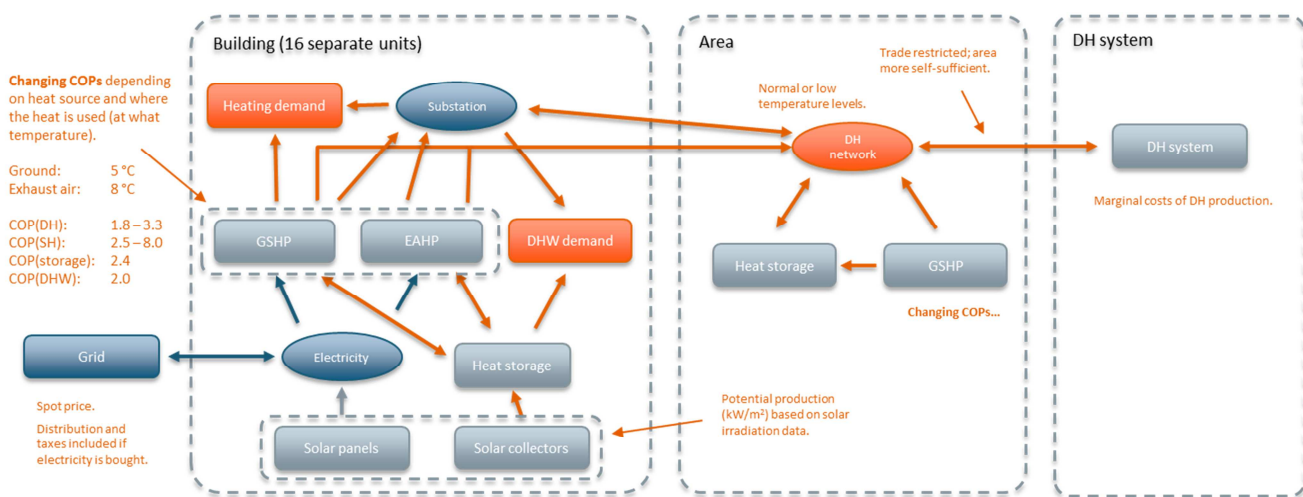 Building (16 separate units)
Area
DH system
Changing COPs depending
on heat source and where
the heat is used (at what
temperature).
Ground: 5 °C
Exhaust air: 8 °C
COP(DH): 1.8 – 3.3
COP(SH): 2.5 – 8.0
COP(storage): 2.4
COP(DHW): 2.0
Heating demand
Substation
GSHP
EAHP
DHW demand
Grid
Electricity
Heat storage
Spot price.
Distribution and
taxes included if
electricity is bought.
Solar panels
Solar collectors
Normal or low
temperature levels.
Trade restricted; area
more self-sufficient.
DH
network
Heat storage
GSHP
Changing COPs...
Potential production
(kW/m²) based on solar
irradiation data.
DH system
Marginal costs of DH production.